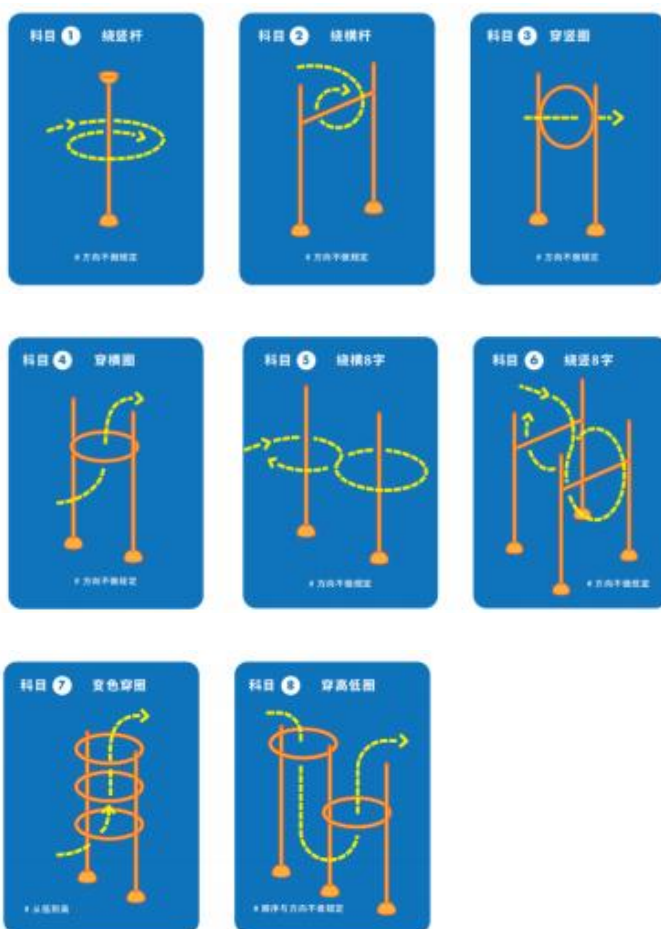 科目 1 绕竖杆
# 方向不做规定
科目 2 绕横杆
# 方向不做规定
科目 3 穿竖圈
# 方向不做规定
科目 4 穿横圈
# 方向不做规定
科目 5 绕横8字
# 方向不做规定
科目 6 绕竖8字
# 方向不做规定
科目 7 变色穿圈
# 从低到高
科目 8 穿高低圈
# 顺序与方向不做规定